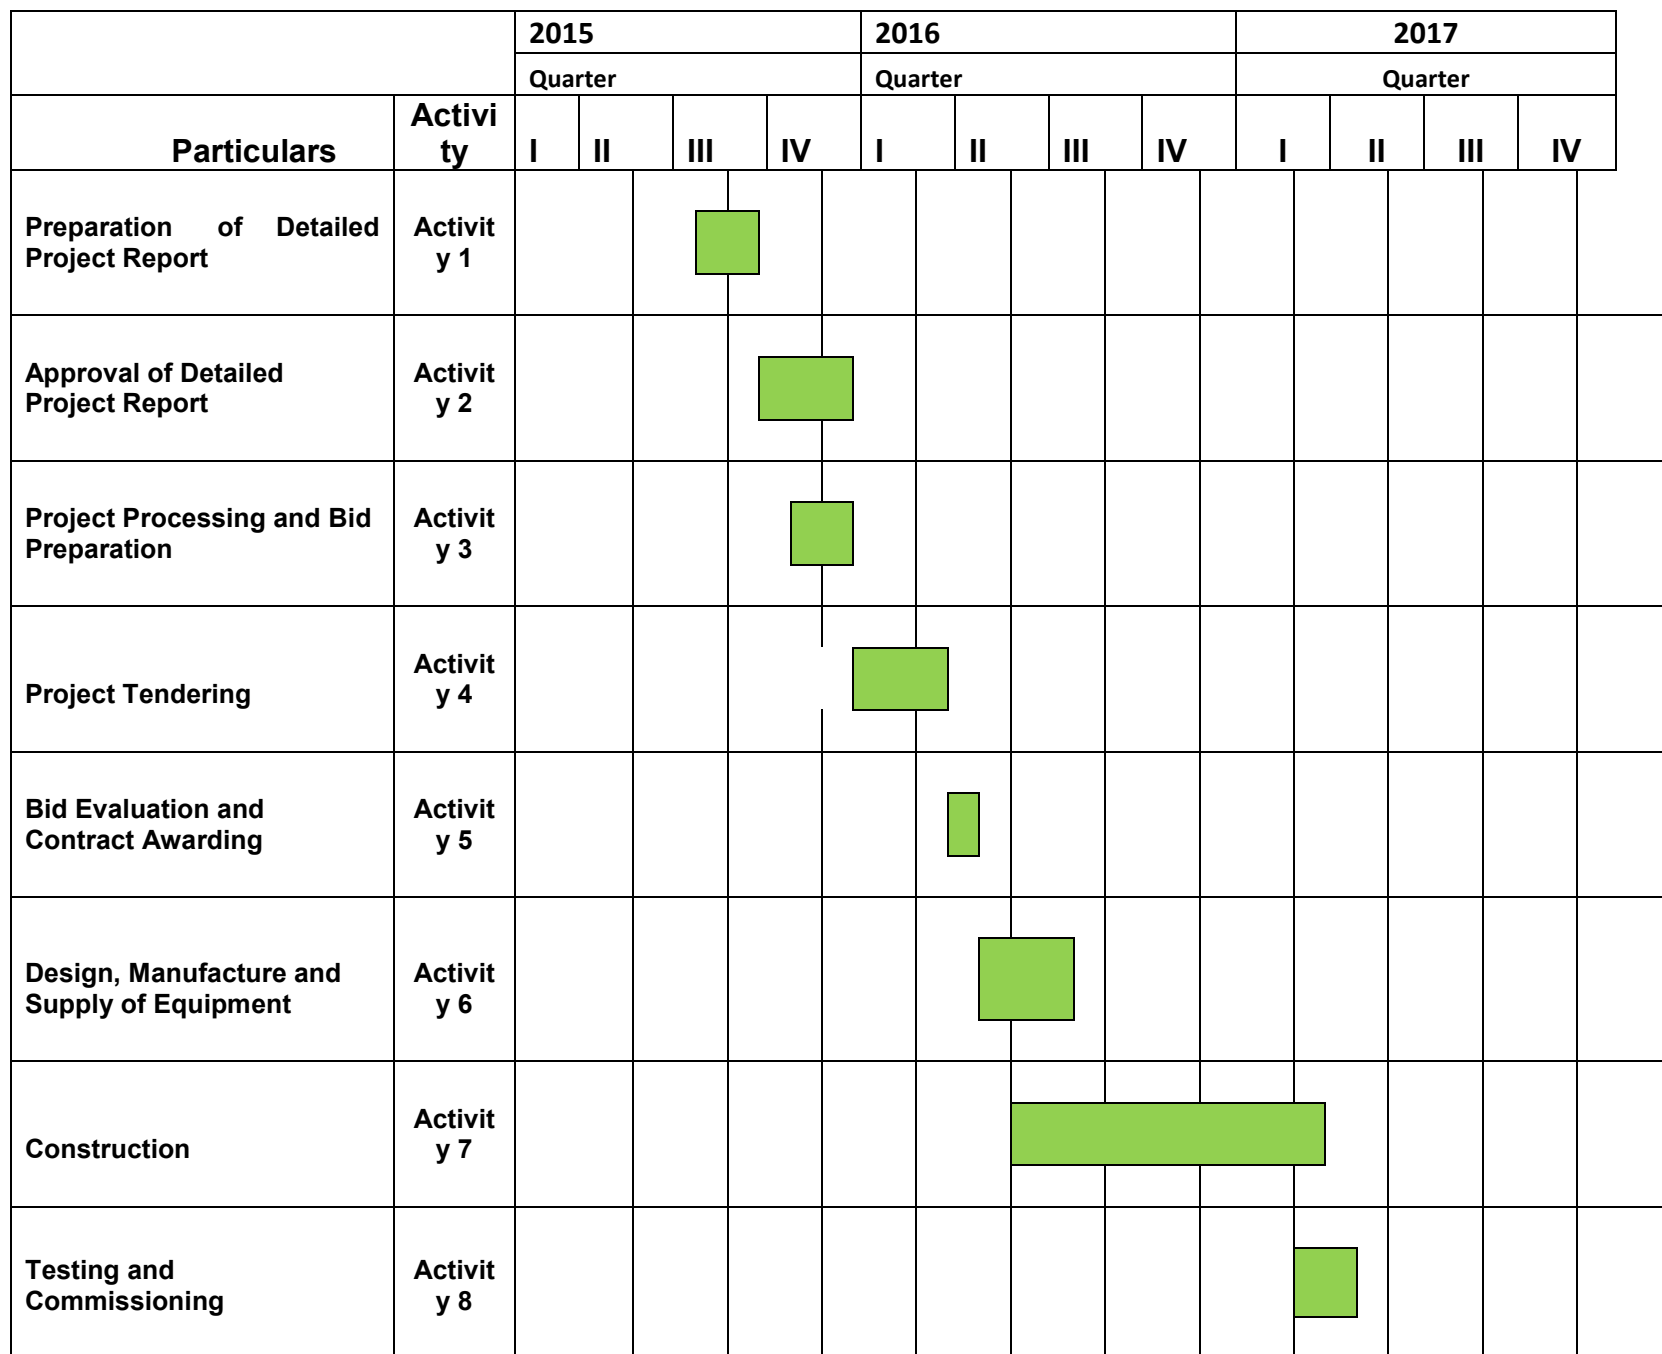 2015 2016 2017
Quarter Quarter Quarter
Particulars Activi
ty I II III IV I II III IV I II III IV
Preparation of Detailed
Project Report Activit
y 1
Approval of Detailed
Project Report Activit
y 2
Project Processing and Bid
Preparation Activit
y 3
Project Tendering Activit
y 4
Bid Evaluation and
Contract Awarding Activit
y 5
Design, Manufacture and
Supply of Equipment Activit
y 6
Construction Activit
y 7
Testing and
Commissioning Activit
y 8